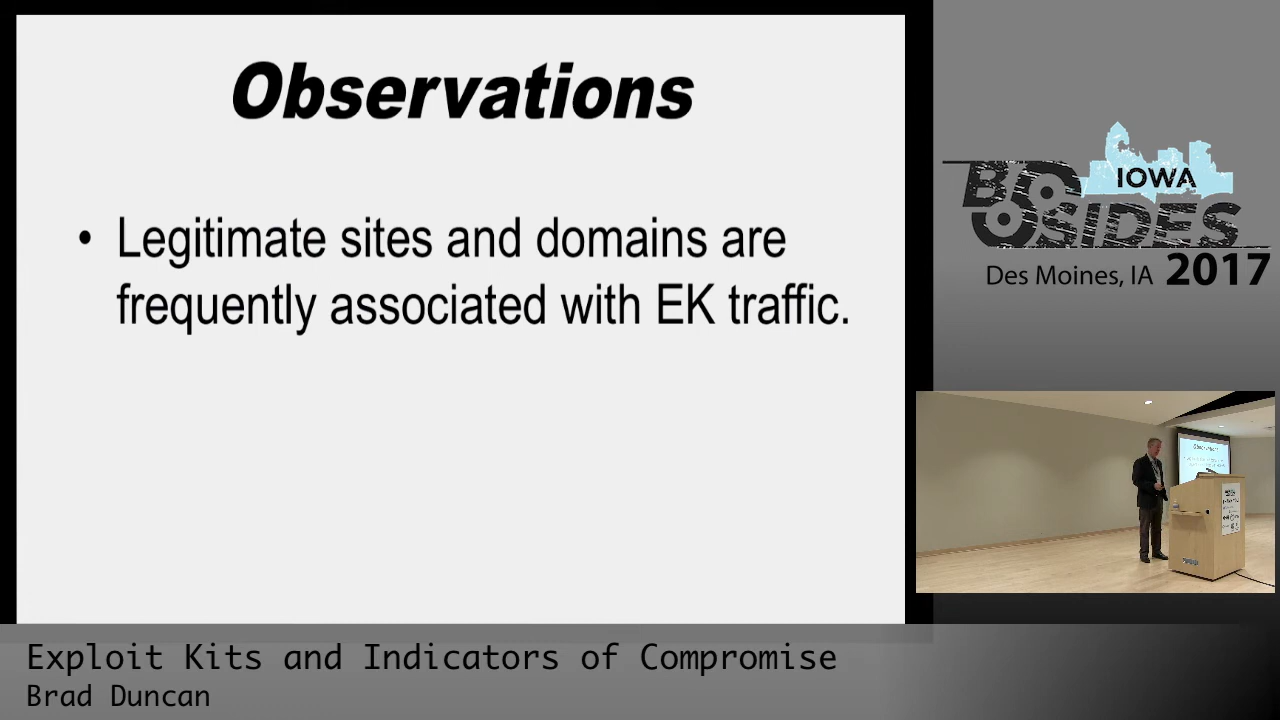 Observations
• Legitimate sites and domains are
frequently associated with EK traffic.
IOWA
BSIDES
Des Moines, IA 2017
Observations
Exploit Kits and Indicators of Compromise
Brad Duncan